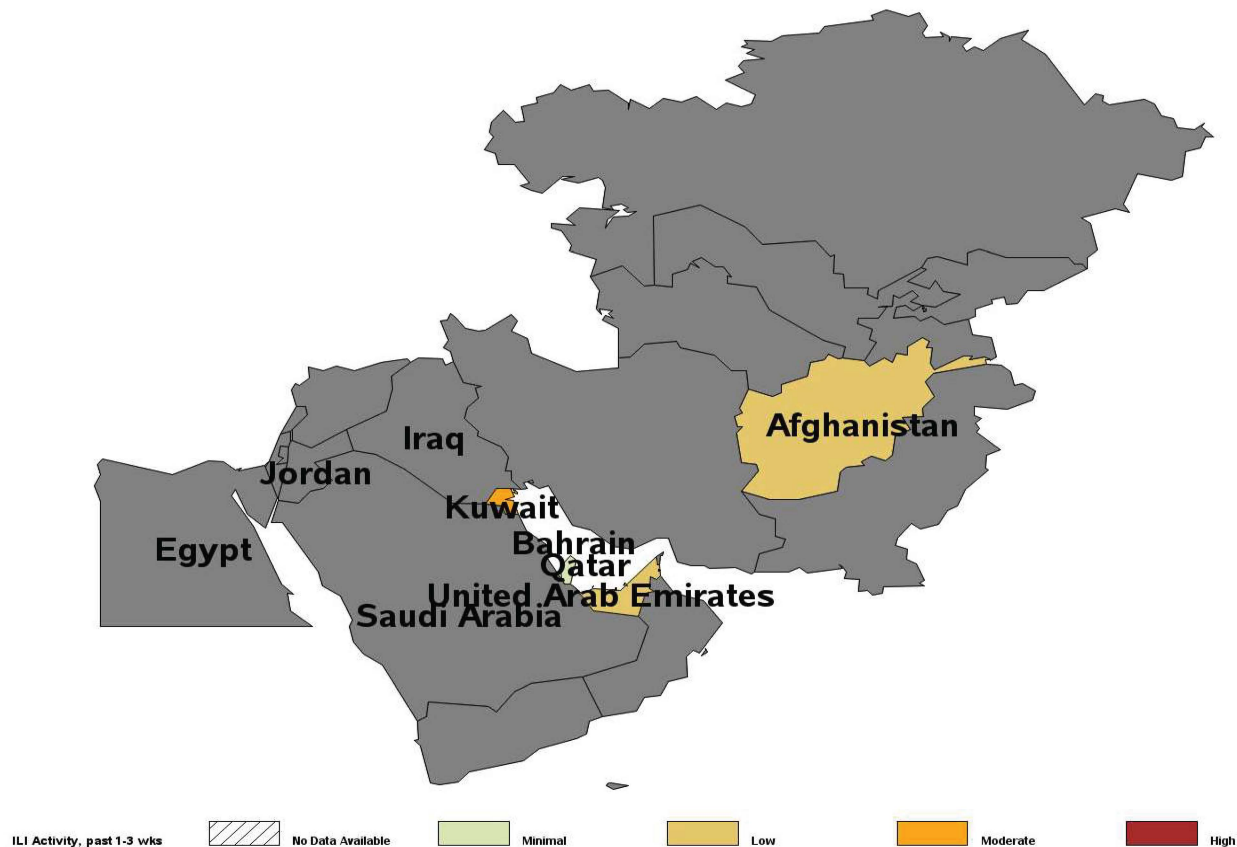 Iraq
Afghanistan
Jordan
Kuwait
Egypt
Bahrain
Qatar
United Arab Emirates
Saudi Arabia
ILI Activity, past 1-3 wks
No Data Available
Minimal
Low
Moderate
High